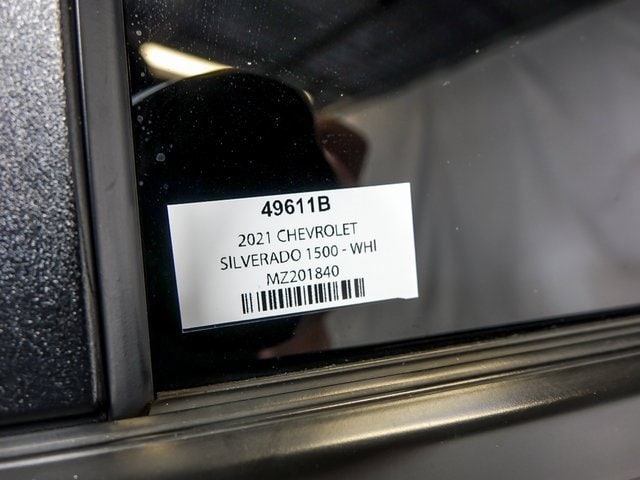 49611B
2021 CHEVROLET
SILVERADO 1500 - WHI
MZ201840